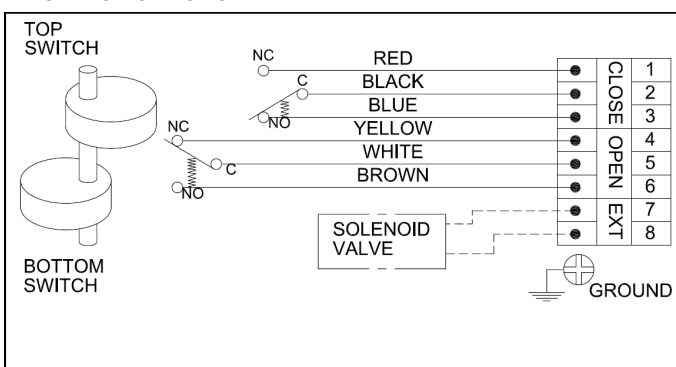 TOP
SWITCH
NC
RED
C
BLACK
NO
BLUE
NC
YELLOW
C
WHITE
NO
BROWN
SOLENOID
VALVE
BOTTOM
SWITCH
CLOSE
OPEN
EXT
1
2
3
4
5
6
7
8
GROUND